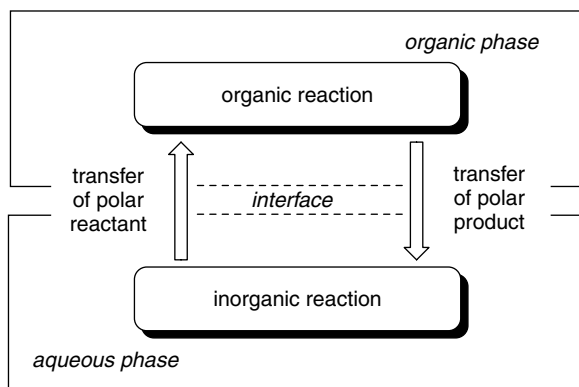 organic phase
organic reaction
transfer
of polar
reactant
interface
transfer
of polar
product
inorganic reaction
aqueous phase